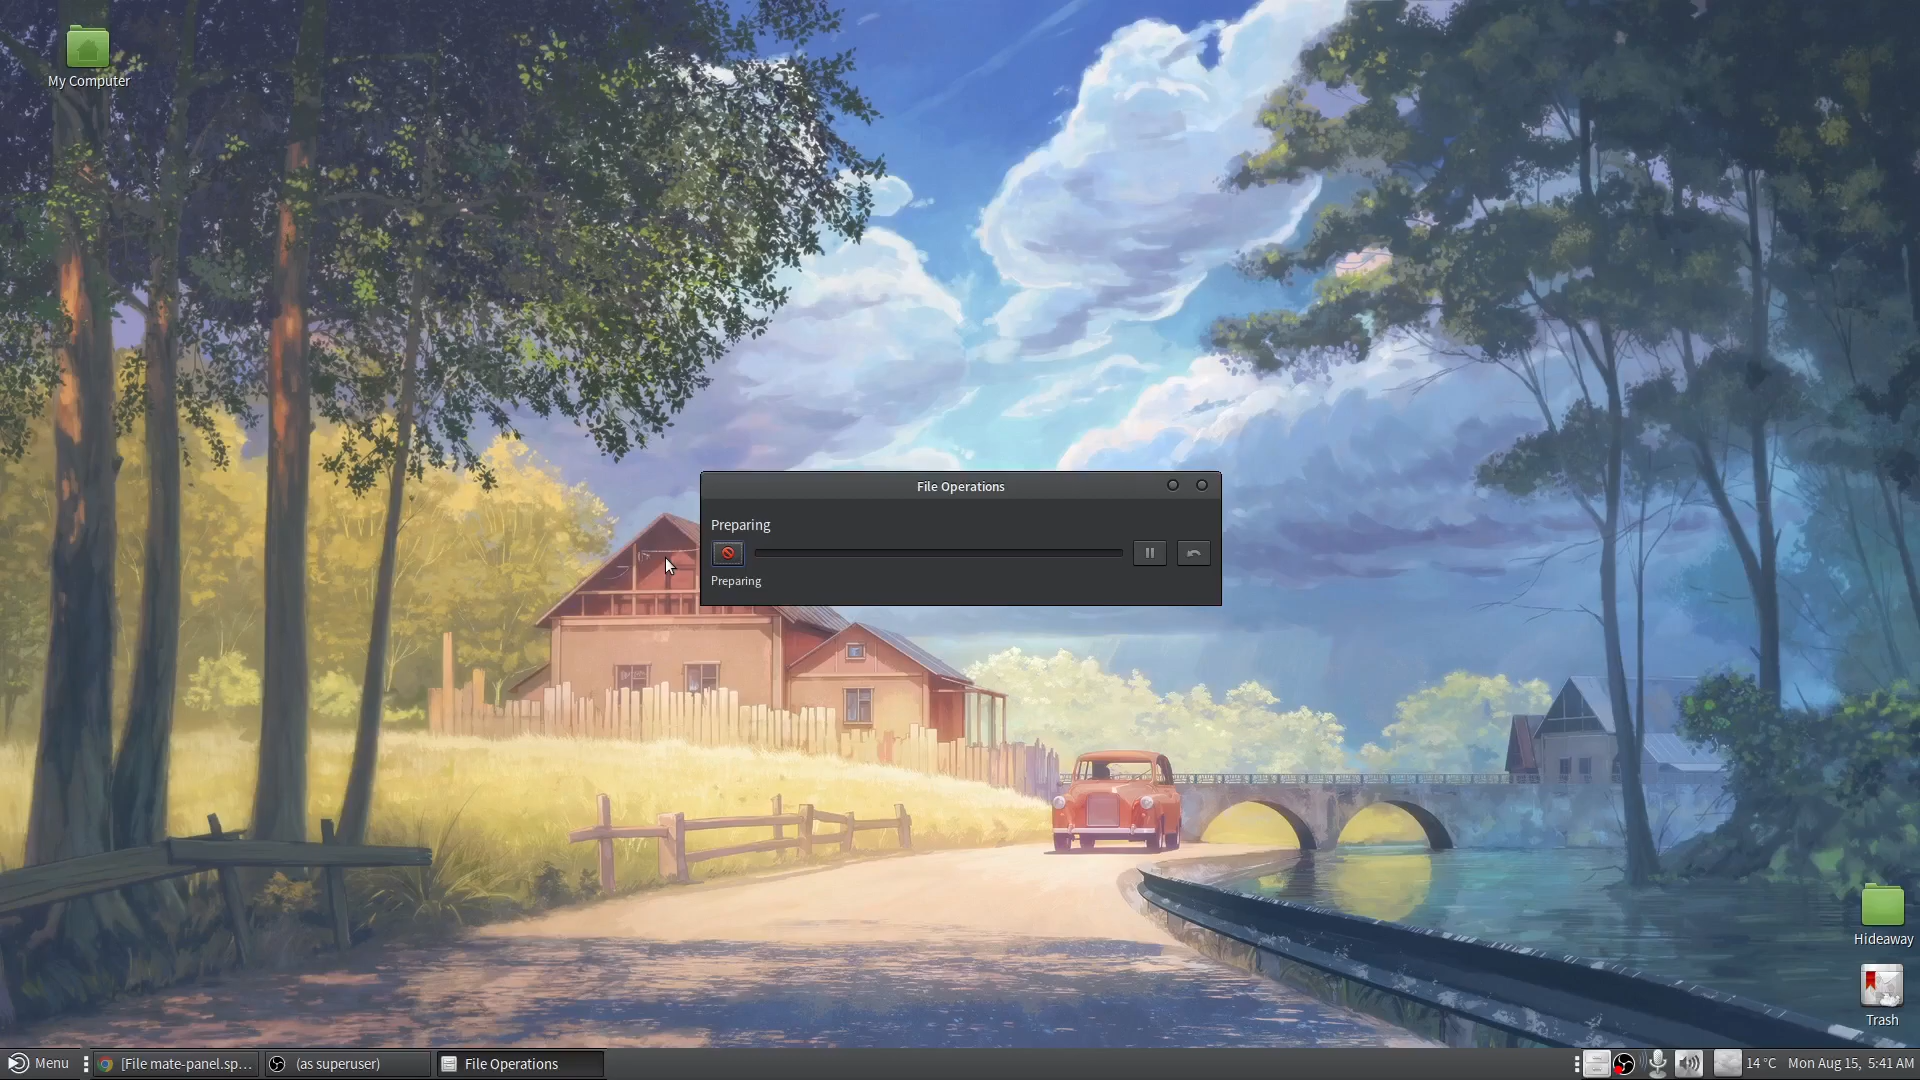 My Computer
File Operations
Preparing
Preparing
Hideaway
Trash
Menu
[File mate-panel.sp...
(as superuser)
File Operations
14 °C
Mon Aug 15, 5:41 AM